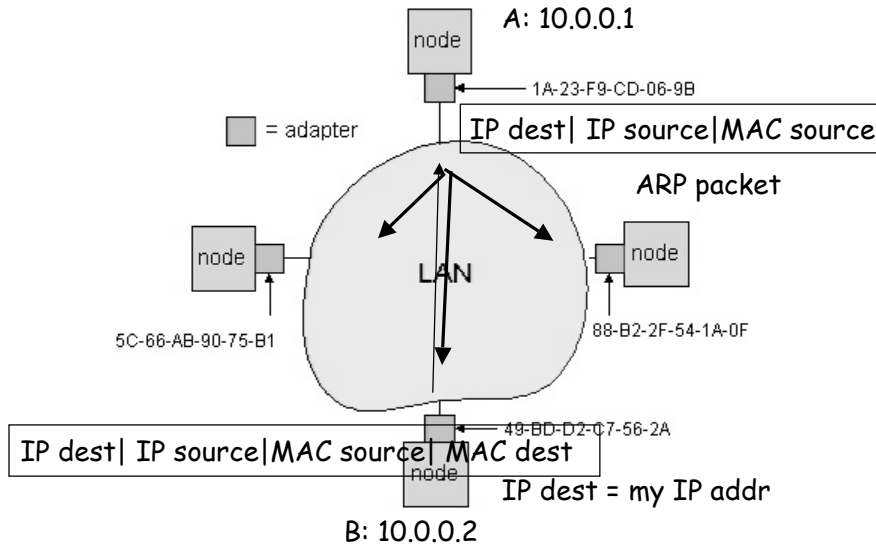 A: 10.0.0.1
node
1A-23-F9-CD-06-9B
= adapter
IP dest| IP source|MAC source
ARP packet
node
node
LAN
5C-66-AB-90-75-B1
88-B2-2F-54-1A-0F
49-BD-D2-C7-56-2A
IP dest| IP source|MAC source| MAC dest
node
IP dest = my IP addr
B: 10.0.0.2